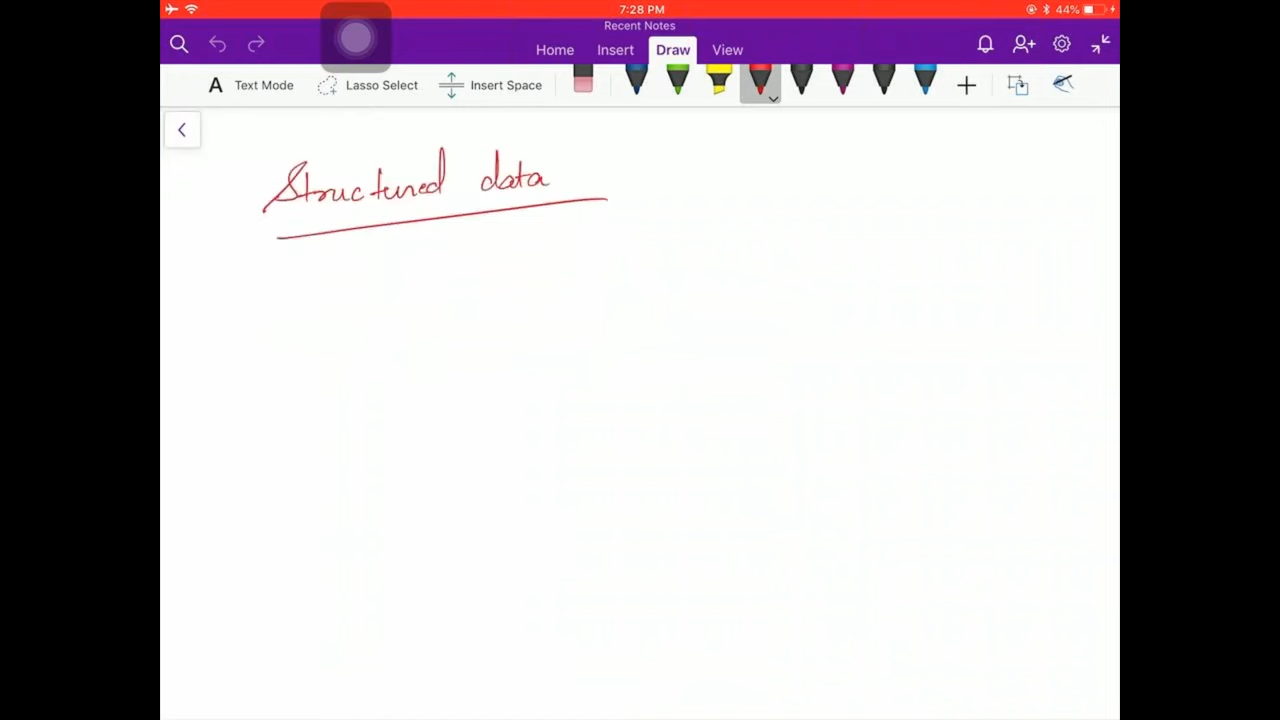 7:28 PM
44%
Recent Notes
Home Insert Draw View
A Text Mode Lasso Select Insert Space
Structured data